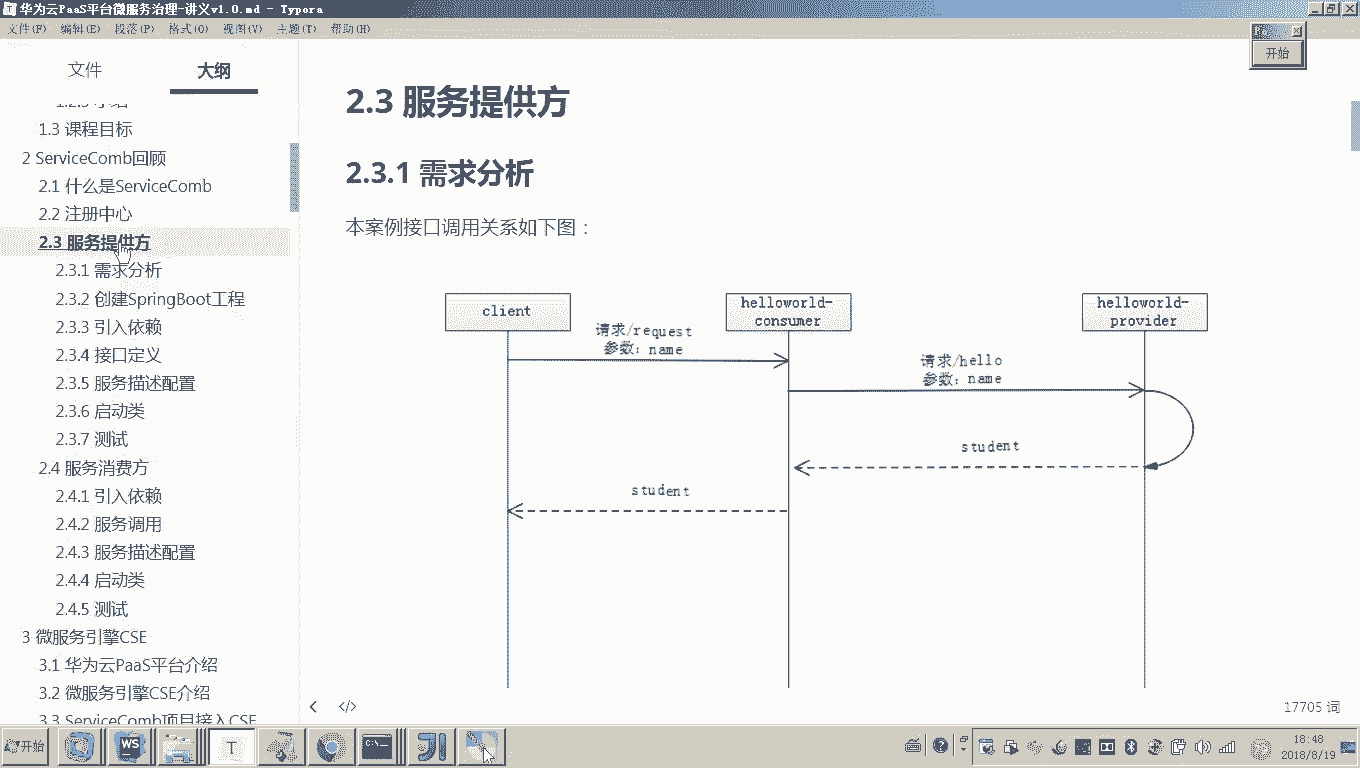 华为云PaaS平台微服务治理-讲义v1.0.md - Typora
文件(F) 编辑(E) 段落(P) 格式(O) 视图(V) 主题(T) 帮助(H)
开始
文件 大纲
1.3 课程目标
2 ServiceComb回顾
2.1 什么是ServiceComb
2.2 注册中心
2.3 服务提供方
2.3.1 需求分析
2.3.2 创建SpringBoot工程
2.3.3 引入依赖
2.3.4 接口定义
2.3.5 服务描述配置
2.3.6 启动类
2.3.7 测试
2.4 服务消费方
2.4.1 引入依赖
2.4.2 服务调用
2.4.3 服务描述配置
2.4.4 启动类
2.4.5 测试
3 微服务引擎CSE
3.1 华为云PaaS平台介绍
3.2 微服务引擎CSE介绍
3.3 ServiceComb项目接入CSE
2.3 服务提供方
2.3.1 需求分析
本案例接口调用关系如下图：
client
helloworld-
consumer
helloworld-
provider
请求/request
参数：name
请求/hello
参数：name
student
student
</>
17705 词
开始
WS
T
C:\
18:48
2018/8/19